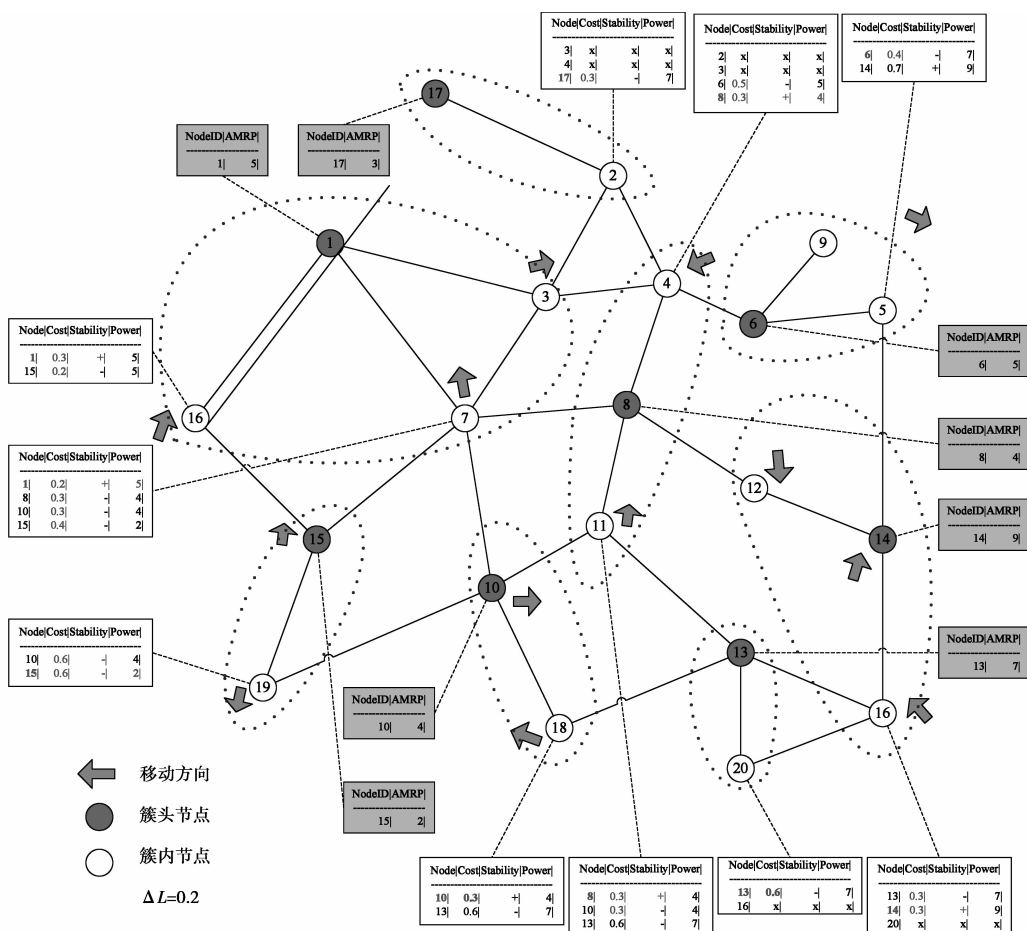 Node|Cost|Stability|Power|
--------------------------------
3| x| x| x|
4| x| x| x|
17| 0.3| -| 7|
Node|Cost|Stability|Power|
--------------------------------
2| x| x| x|
3| x| x| x|
6| 0.5| -| 5|
8| 0.3| +| 4|
Node|Cost|Stability|Power|
--------------------------------
6| 0.4| -| 7|
14| 0.7| +| 9|
17
NodeID|AMRP|
-------------------
1| 5|
NodeID|AMRP|
-------------------
17| 3|
2
1
9
3
4
5
6
Node|Cost|Stability|Power|
--------------------------------
1| 0.3| +| 5|
15| 0.2| -| 5|
NodeID|AMRP|
-------------------
6| 5|
16
7
8
NodeID|AMRP|
-------------------
8| 4|
Node|Cost|Stability|Power|
--------------------------------
1| 0.2| +| 5|
8| 0.3| -| 4|
10| 0.3| -| 4|
15| 0.4| -| 2|
12
11
15
14
NodeID|AMRP|
-------------------
14| 9|
10
Node|Cost|Stability|Power|
--------------------------------
10| 0.6| -| 4|
15| 0.6| -| 2|
13
NodeID|AMRP|
-------------------
13| 7|
19
NodeID|AMRP|
-------------------
10| 4|
18
16
20
移动方向
簇头节点
簇内节点
ΔL=0.2
NodeID|AMRP|
-------------------
15| 2|
Node|Cost|Stability|Power|
--------------------------------
10| 0.3| +| 4|
13| 0.6| -| 7|
Node|Cost|Stability|Power|
--------------------------------
8| 0.3| +| 4|
10| 0.3| -| 4|
13| 0.6| -| 7|
Node|Cost|Stability|Power|
--------------------------------
13| 0.6| -| 7|
16| x| x| x|
Node|Cost|Stability|Power|
--------------------------------
13| 0.3| -| 7|
14| 0.3| +| 9|
20| x| x| x|